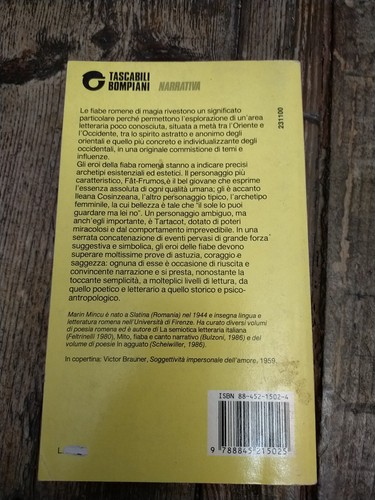 TASCABILI
BOMPIANI
NARRATIVA
231100
Le fiabe romene di magia rivestono un significato
particolare perché permettono l'esplorazione di un'area
letteraria poco conosciuta, situata a metà tra l'Oriente e
l'Occidente, tra lo spirito astratto e anonimo degli
orientali e quello più concreto e individualizzante degli
occidentali, in una originale commistione di temi e
influenze.
Gli eroi della fiaba romena stanno a indicare precisi
archetipi esistenziali ed estetici. Il personaggio più
caratteristico, Făt-Frumos, è il bel giovane che esprime
l'essenza assoluta di ogni qualità umana; gli è accanto
Ileana Cosinzeana, l'altro personaggio tipico, l'archetipo
femminile, la cui bellezza è tale che "il sole lo puoi
guardare ma lei no". Un personaggio ambiguo, ma
anch'egli importante, è Tartacot, dotato di poteri
miracolosi e dal comportamento imprevedibile. In una
serrata concatenazione di eventi pervasi di grande forza
suggestiva e simbolica, gli eroi delle fiabe devono
superare moltissime prove di astuzia, coraggio e
saggezza: ognuna di esse è occasione di riuscita e
convincente narrazione e si presta, nonostante la
toccante semplicità, a molteplici livelli di lettura, da
quello poetico e letterario a quello storico e psico-
antropologico.
Marin Mincu è nato a Slatina (Romania) nel 1944 e insegna lingua e
letteratura romena nell'Università di Firenze. Ha curato diversi volumi
di poesia romena ed è autore di La semiotica letteraria italiana
(Feltrinelli 1980), Mito, fiaba e canto narrativo (Bulzoni, 1986) e del
volume di poesie In agguato (Scheiwiller, 1986).
In copertina: Victor Brauner, Soggettività impersonale dell'amore, 1959.
ISBN 88-452-1502-4
9 788845 215025
L.